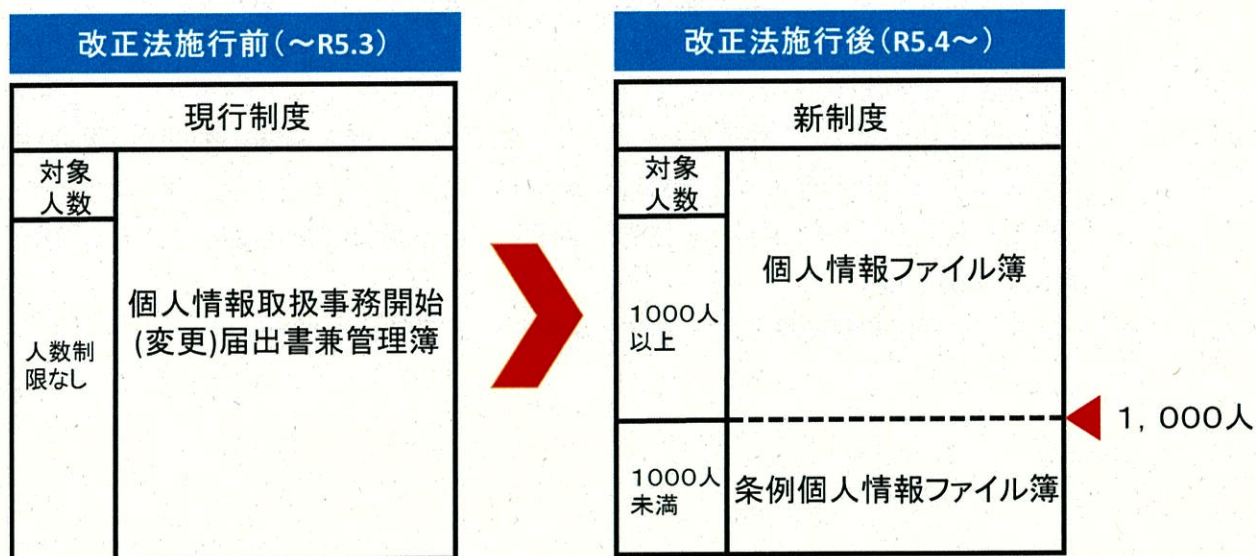 改正法施行前(～R5.3)
現行制度
対象
人数
人数制
限なし
個人情報取扱事務開始
(変更)届出書兼管理簿
改正法施行後(R5.4～)
新制度
対象
人数
1000人
以上
個人情報ファイル簿
1,000人
1000人
未満
条例個人情報ファイル簿